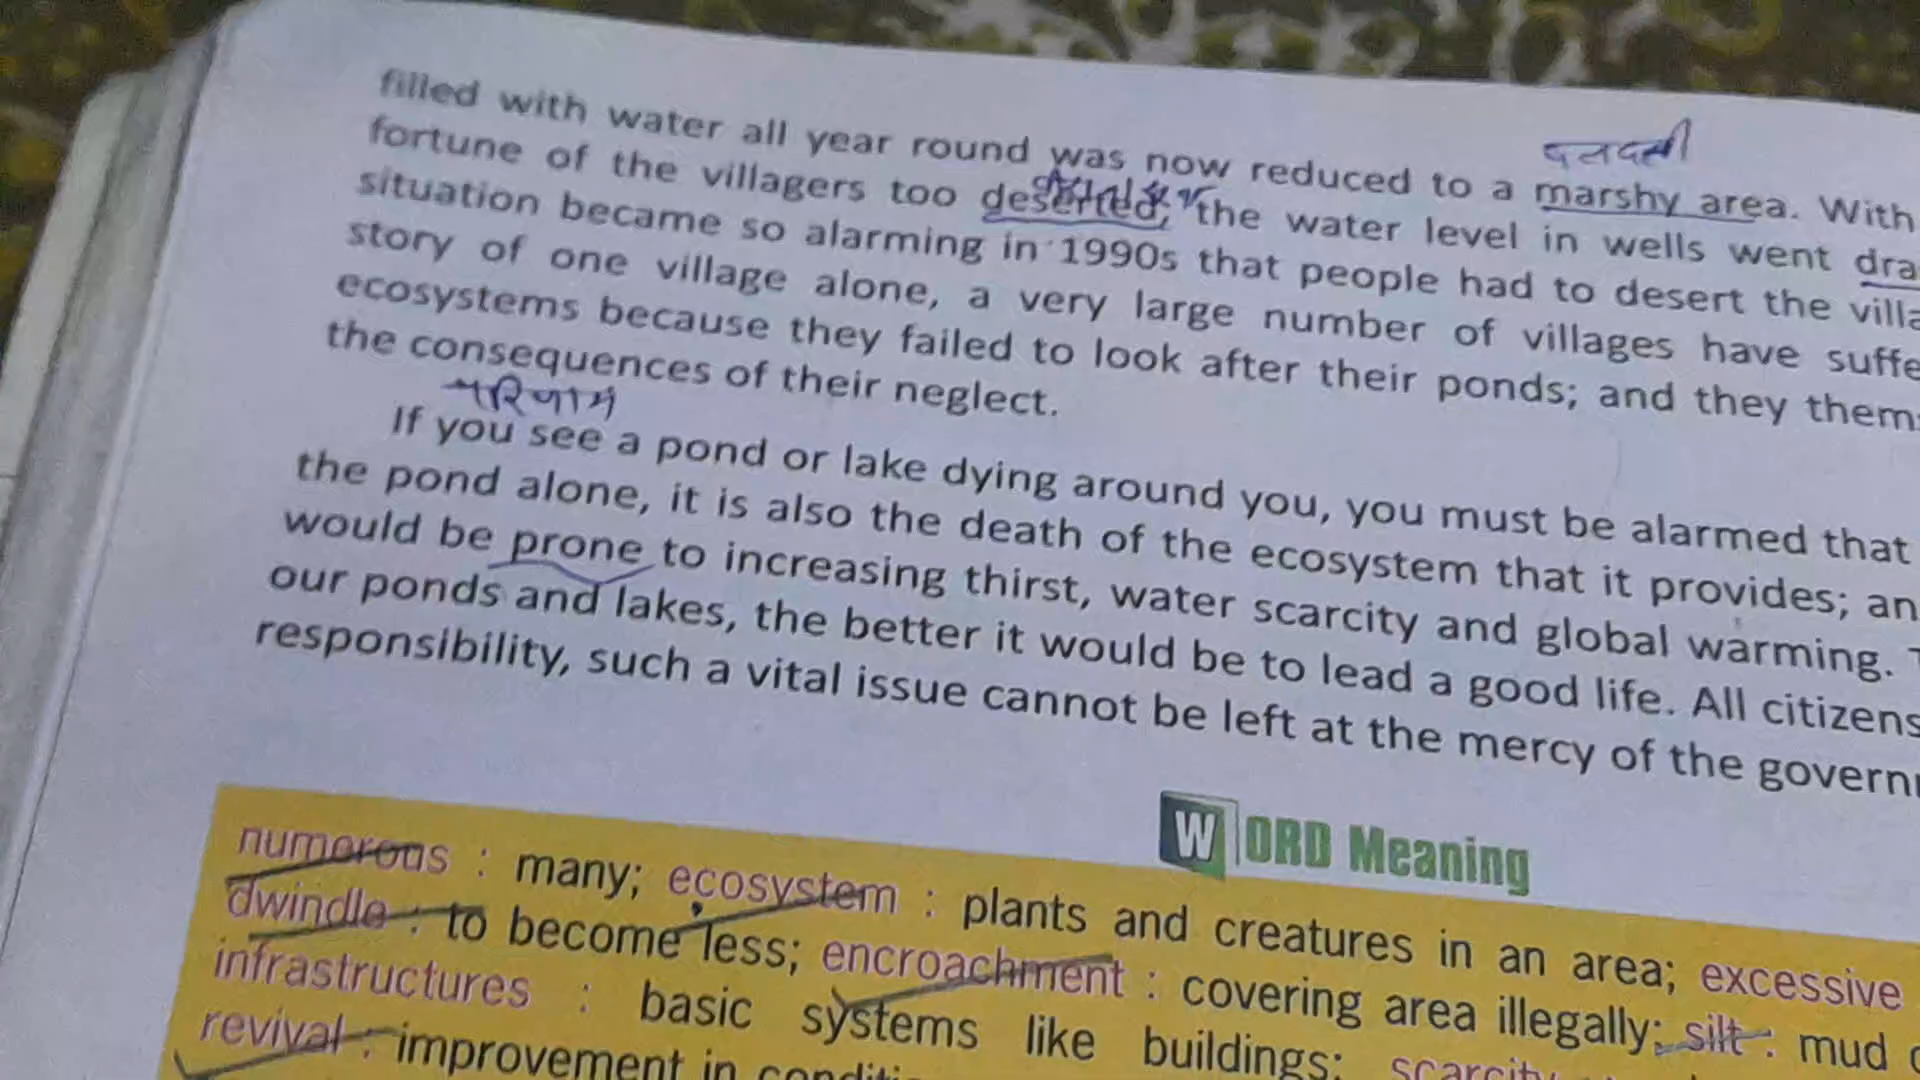 filled with water all year round was now reduced to a marshy area. With
दलदली
fortune of the villagers too deserted, the water level in wells went dra
situation became so alarming in 1990s that people had to desert the villa
story of one village alone, a very large number of villages have suffe
ecosystems because they failed to look after their ponds; and they them
the consequences of their neglect.
परिणाम
If you see a pond or lake dying around you, you must be alarmed that
the pond alone, it is also the death of the ecosystem that it provides; an
would be prone to increasing thirst, water scarcity and global warming. T
our ponds and lakes, the better it would be to lead a good life. All citizens
responsibility, such a vital issue cannot be left at the mercy of the govern
WORD Meaning
numerous : many; ecosystem : plants and creatures in an area; excessive
dwindle : to become less; encroachment : covering area illegally; silt : mud
infrastructures : basic systems like buildings; scarcity
revival : improvement in conditi